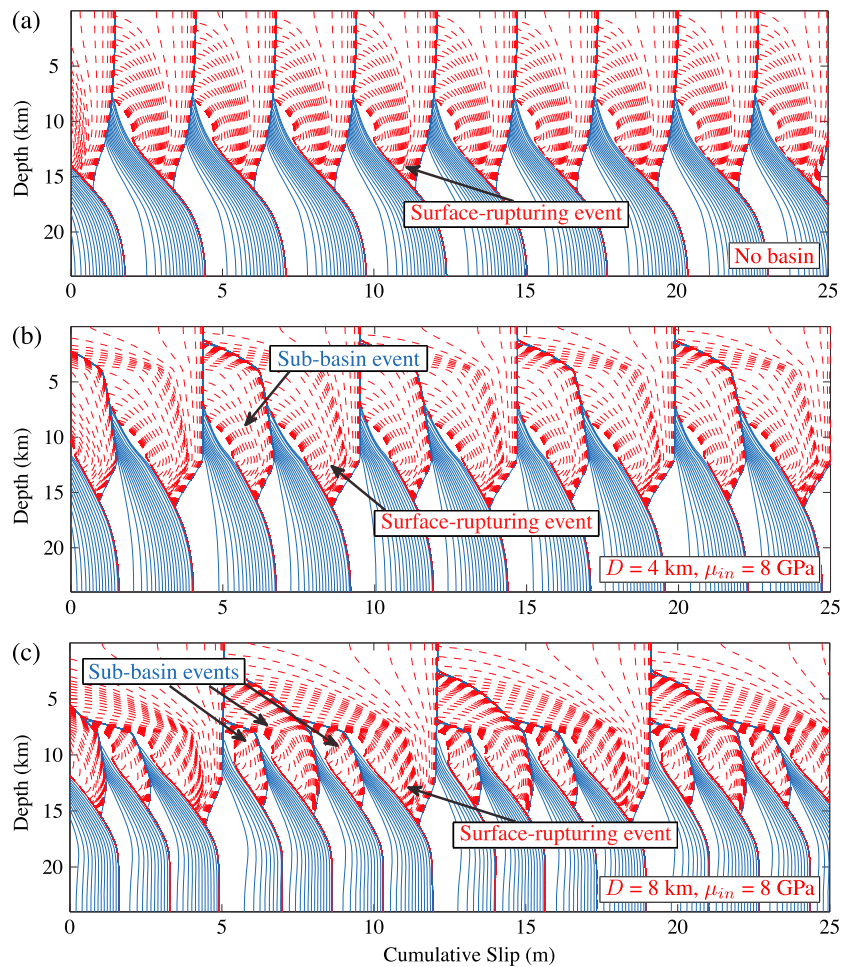 (a)
5
10
15
20
Depth (km)
Surface-rupturing event
No basin
0 5 10 15 20 25
(b)
5
10
15
20
Depth (km)
Sub-basin event
Surface-rupturing event
D = 4 km, μin = 8 GPa
0 5 10 15 20 25
(c)
5
10
15
20
Depth (km)
Sub-basin events
Surface-rupturing event
D = 8 km, μin = 8 GPa
0 5 10 15 20 25
Cumulative Slip (m)